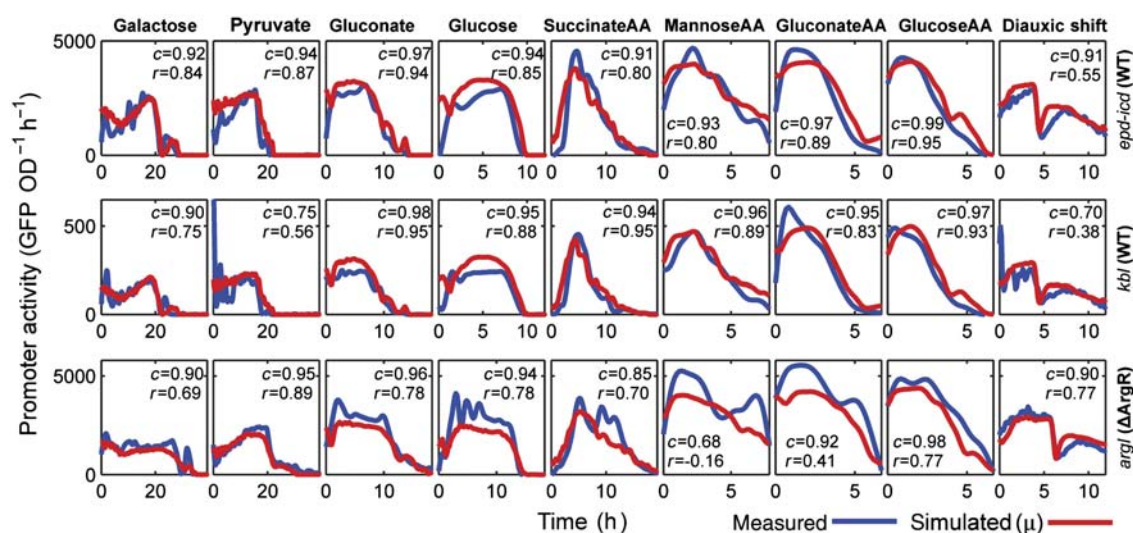 Galactose Pyruvate Gluconate Glucose SuccinateAA MannoseAA GluconateAA GlucoseAA Diauxic shift
5000
c=0.92 c=0.94 c=0.97 c=0.94 c=0.91 c=0.91
r=0.84 r=0.87 r=0.94 r=0.85 r=0.80 r=0.55
c=0.93 c=0.97 c=0.99
r=0.80 r=0.89 r=0.95
epd-icd (WT)
0
0 20 0 20 0 10 0 5 10 0 10 0 5 0 5 0 5 0 5 10
500
c=0.90 c=0.75 c=0.98 c=0.95 c=0.94 c=0.96 c=0.95 c=0.97 c=0.70
r=0.75 r=0.56 r=0.95 r=0.88 r=0.95 r=0.89 r=0.83 r=0.93 r=0.38
kbl (WT)
0
0 20 0 20 0 10 0 5 10 0 10 0 5 0 5 0 5 0 5 10
5000
c=0.90 c=0.95 c=0.96 c=0.94 c=0.85 c=0.90
r=0.69 r=0.89 r=0.78 r=0.78 r=0.70 r=0.77
c=0.68 c=0.92 c=0.98
r=-0.16 r=0.41 r=0.77
argI (ΔArgR)
0
0 20 0 20 0 10 0 5 10 0 10 0 5 0 5 0 5 0 5 10
Promoter activity (GFP OD⁻¹ h⁻¹)
Time (h)
Measured Simulated (μ)